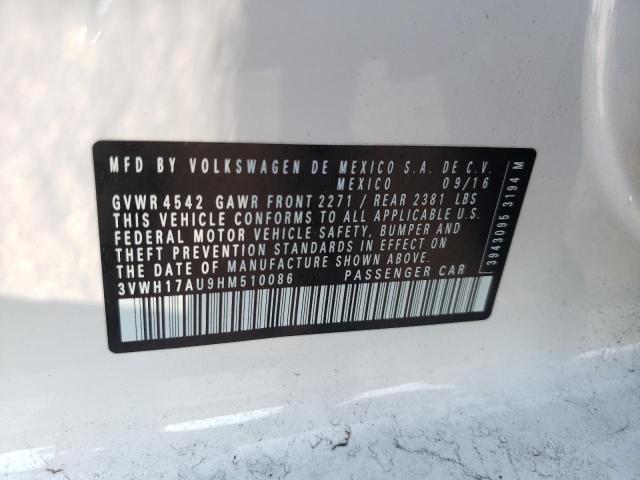 MFD BY VOLKSWAGEN DE MEXICO S.A. DE C.V.
MEXICO 09/16
GVWR 4542 GAWR FRONT 2271 / REAR 2381 LBS
THIS VEHICLE CONFORMS TO ALL APPLICABLE U.S.
FEDERAL MOTOR VEHICLE SAFETY, BUMPER AND
THEFT PREVENTION STANDARDS IN EFFECT ON
THE DATE OF MANUFACTURE SHOWN ABOVE.
3VWH17AU9HM510086 PASSENGER CAR
3943095 3194 M